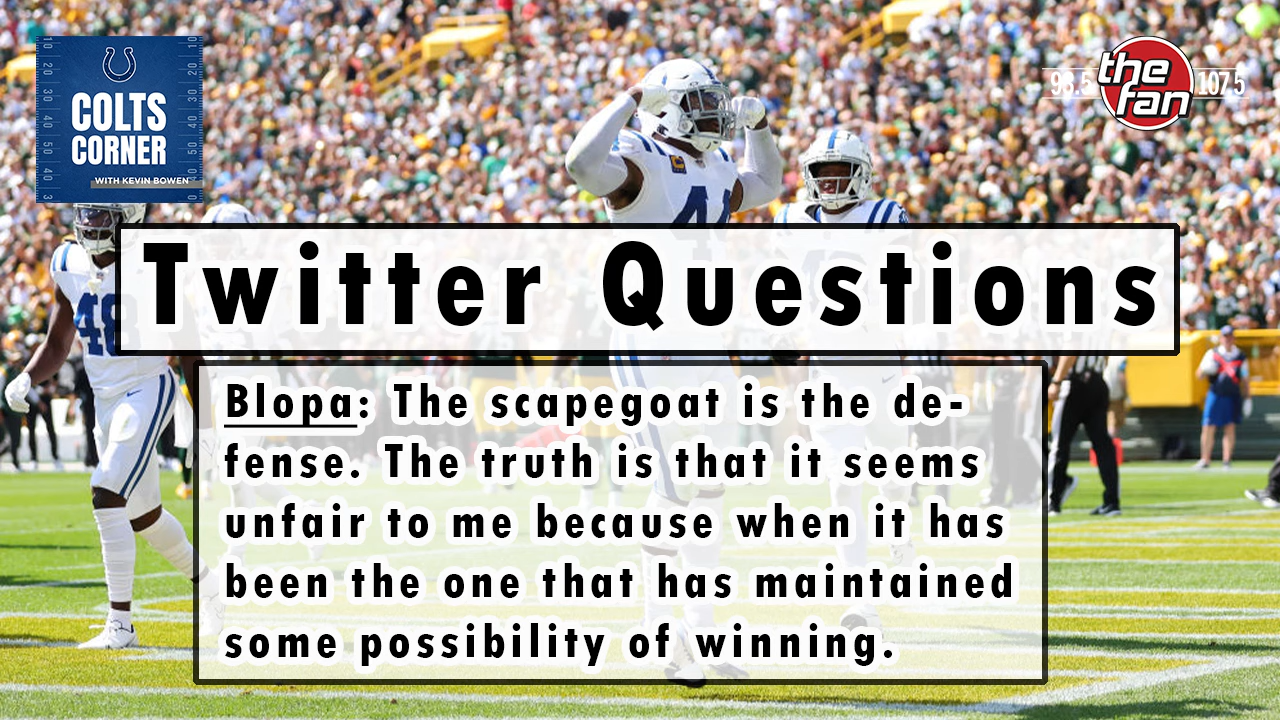 COLTS
CORNER
WITH KEVIN BOWEN
93.5 the fan 107.5
Twitter Questions
Blopa: The scapegoat is the de-
fense. The truth is that it seems
unfair to me because when it has
been the one that has maintained
some possibility of winning.
48
44